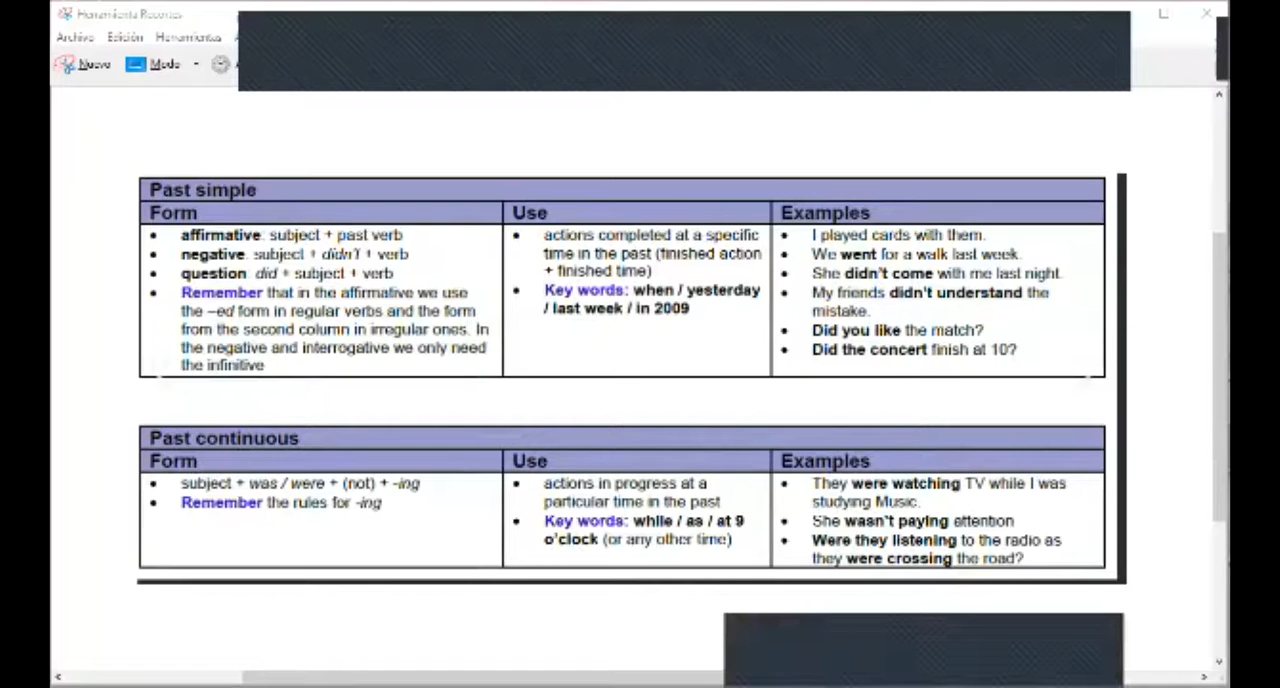 Herramienta Recortes
Archivo Edición Herramientas
Nuevo Modo
Past simple
Form Use Examples
• affirmative: subject + past verb
• negative: subject + didn't + verb
• question: did + subject + verb
• Remember that in the affirmative we use
the –ed form in regular verbs and the form
from the second column in irregular ones. In
the negative and interrogative we only need
the infinitive
• actions completed at a specific
time in the past (finished action
+ finished time)
• Key words: when / yesterday
/ last week / in 2009
• I played cards with them.
• We went for a walk last week.
• She didn't come with me last night.
• My friends didn't understand the
mistake.
• Did you like the match?
• Did the concert finish at 10?
Past continuous
Form Use Examples
• subject + was / were + (not) + -ing
• Remember the rules for -ing
• actions in progress at a
particular time in the past
• Key words: while / as / at 9
o'clock (or any other time)
• They were watching TV while I was
studying Music.
• She wasn't paying attention
• Were they listening to the radio as
they were crossing the road?